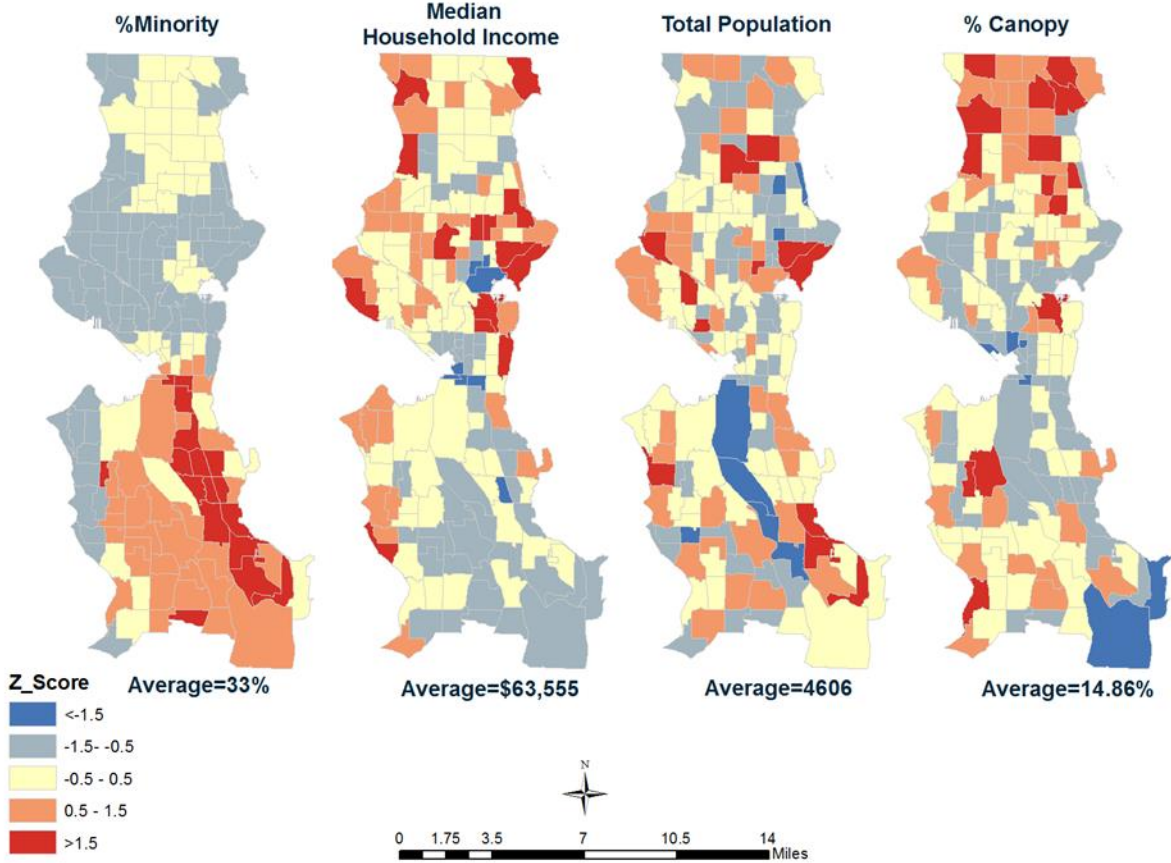 %Minority
Median
Household Income
Total Population
% Canopy
Average=33%
Average=$63,555
Average=4606
Average=14.86%
Z_Score
<-1.5
-1.5- -0.5
-0.5 - 0.5
0.5 - 1.5
>1.5
N
0 1.75 3.5 7 10.5 14
Miles